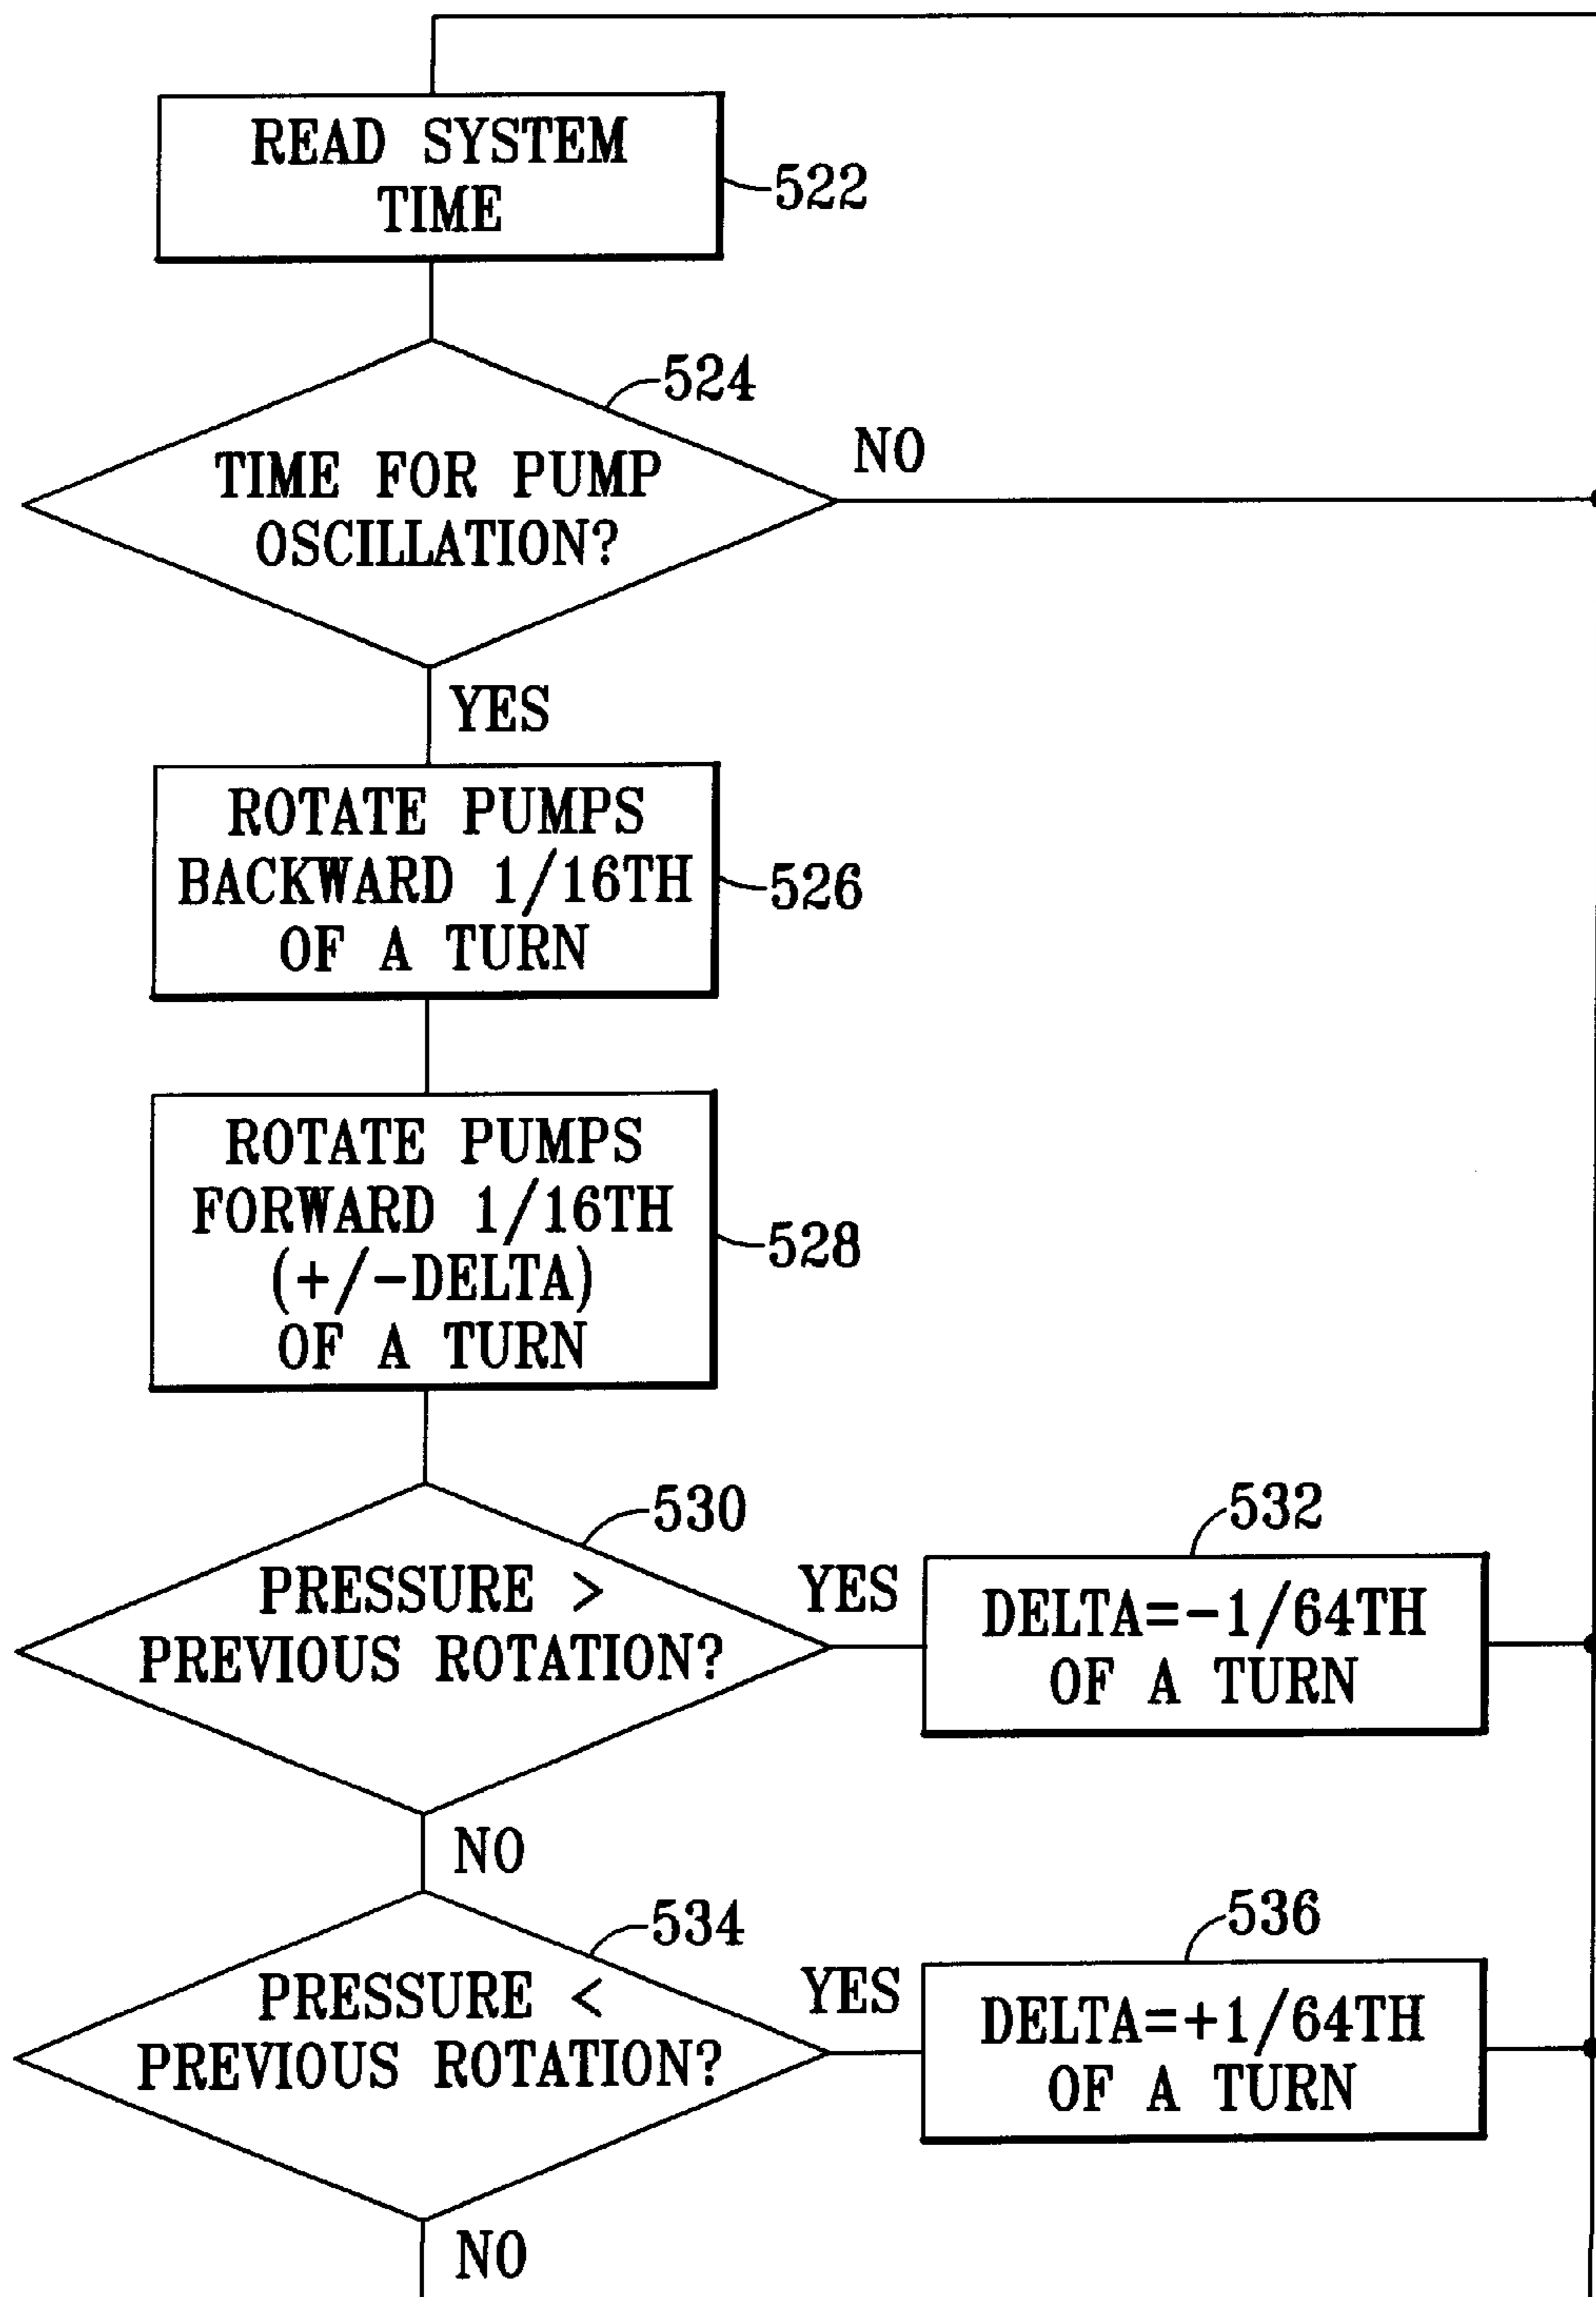 READ SYSTEM
TIME
522
524
TIME FOR PUMP
OSCILLATION?
NO
YES
ROTATE PUMPS
BACKWARD 1/16TH
OF A TURN
526
ROTATE PUMPS
FORWARD 1/16TH
(+/-DELTA)
OF A TURN
528
530
PRESSURE >
PREVIOUS ROTATION?
YES
532
DELTA=-1/64TH
OF A TURN
NO
534
PRESSURE <
PREVIOUS ROTATION?
YES
536
DELTA=+1/64TH
OF A TURN
NO